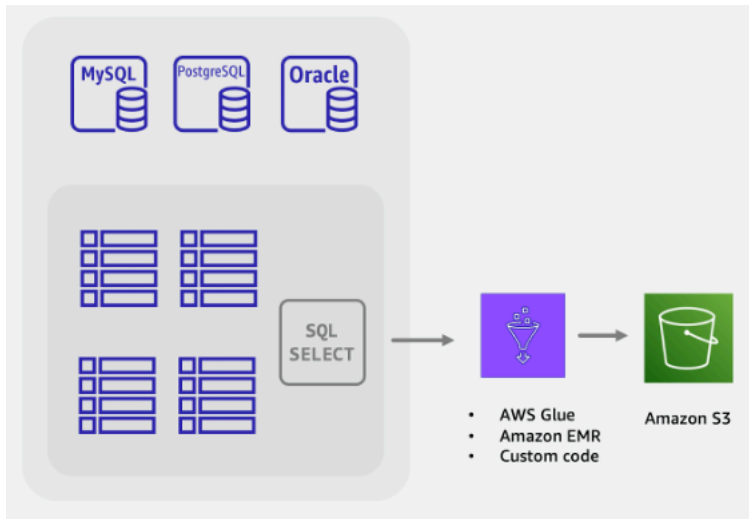 MySQL
PostgreSQL
Oracle
SQL
SELECT
• AWS Glue
• Amazon EMR
• Custom code
Amazon S3